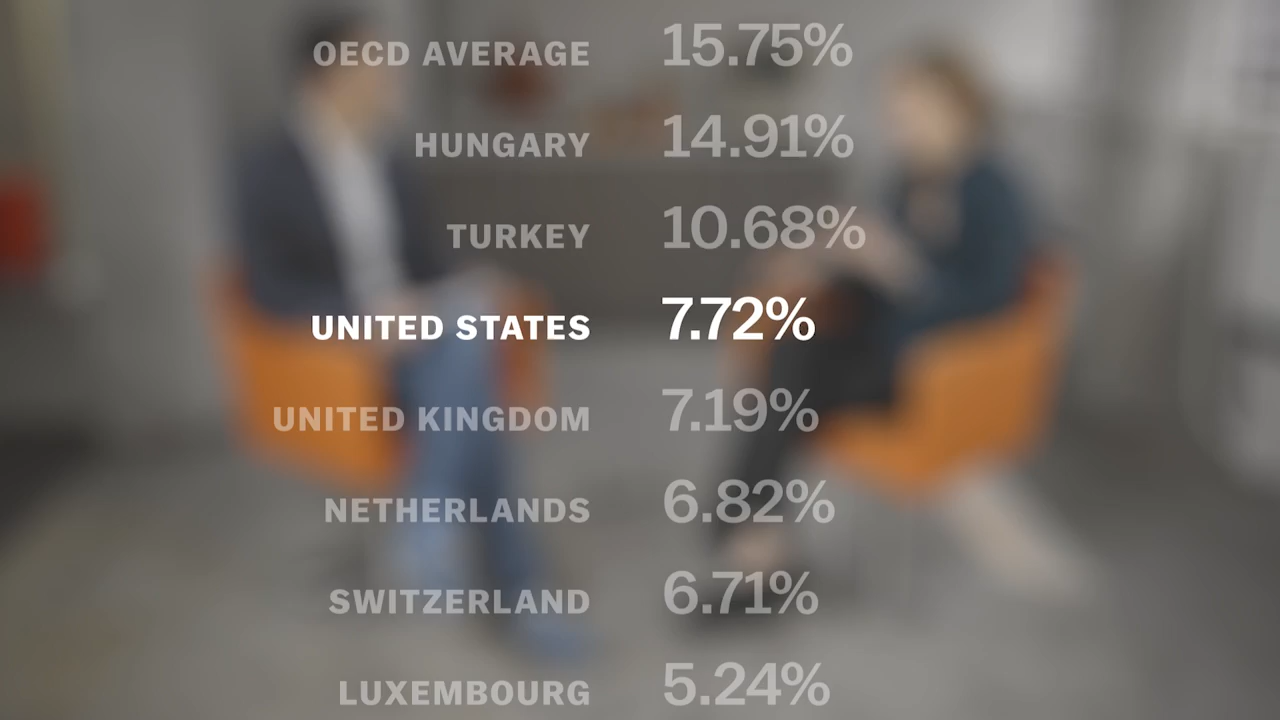 OECD AVERAGE 15.75%
HUNGARY 14.91%
TURKEY 10.68%
UNITED STATES 7.72%
UNITED KINGDOM 7.19%
NETHERLANDS 6.82%
SWITZERLAND 6.71%
LUXEMBOURG 5.24%